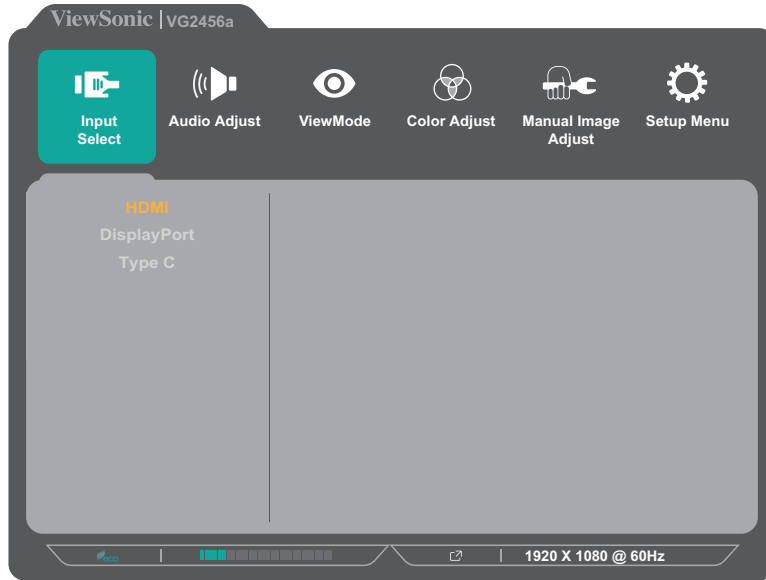 ViewSonic | VG2456a
Input Select
Audio Adjust
ViewMode
Color Adjust
Manual Image Adjust
Setup Menu
HDMI
DisplayPort
Type C
eco
1920 X 1080 @ 60Hz